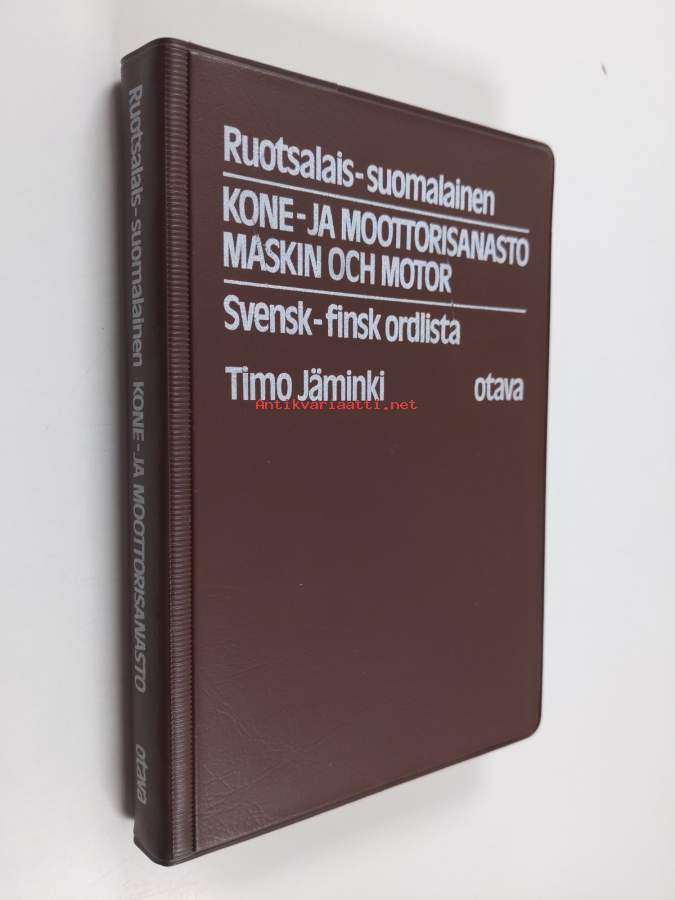 Ruotsalais-suomalainen
KONE-JA MOOTTORISANASTO
MASKIN OCH MOTOR
Svensk-finsk ordlista
Timo Jäminki otava
Antikvariaatti.net
Ruotsalais-suomalainen KONE-JA MOOTTORISANASTO otava